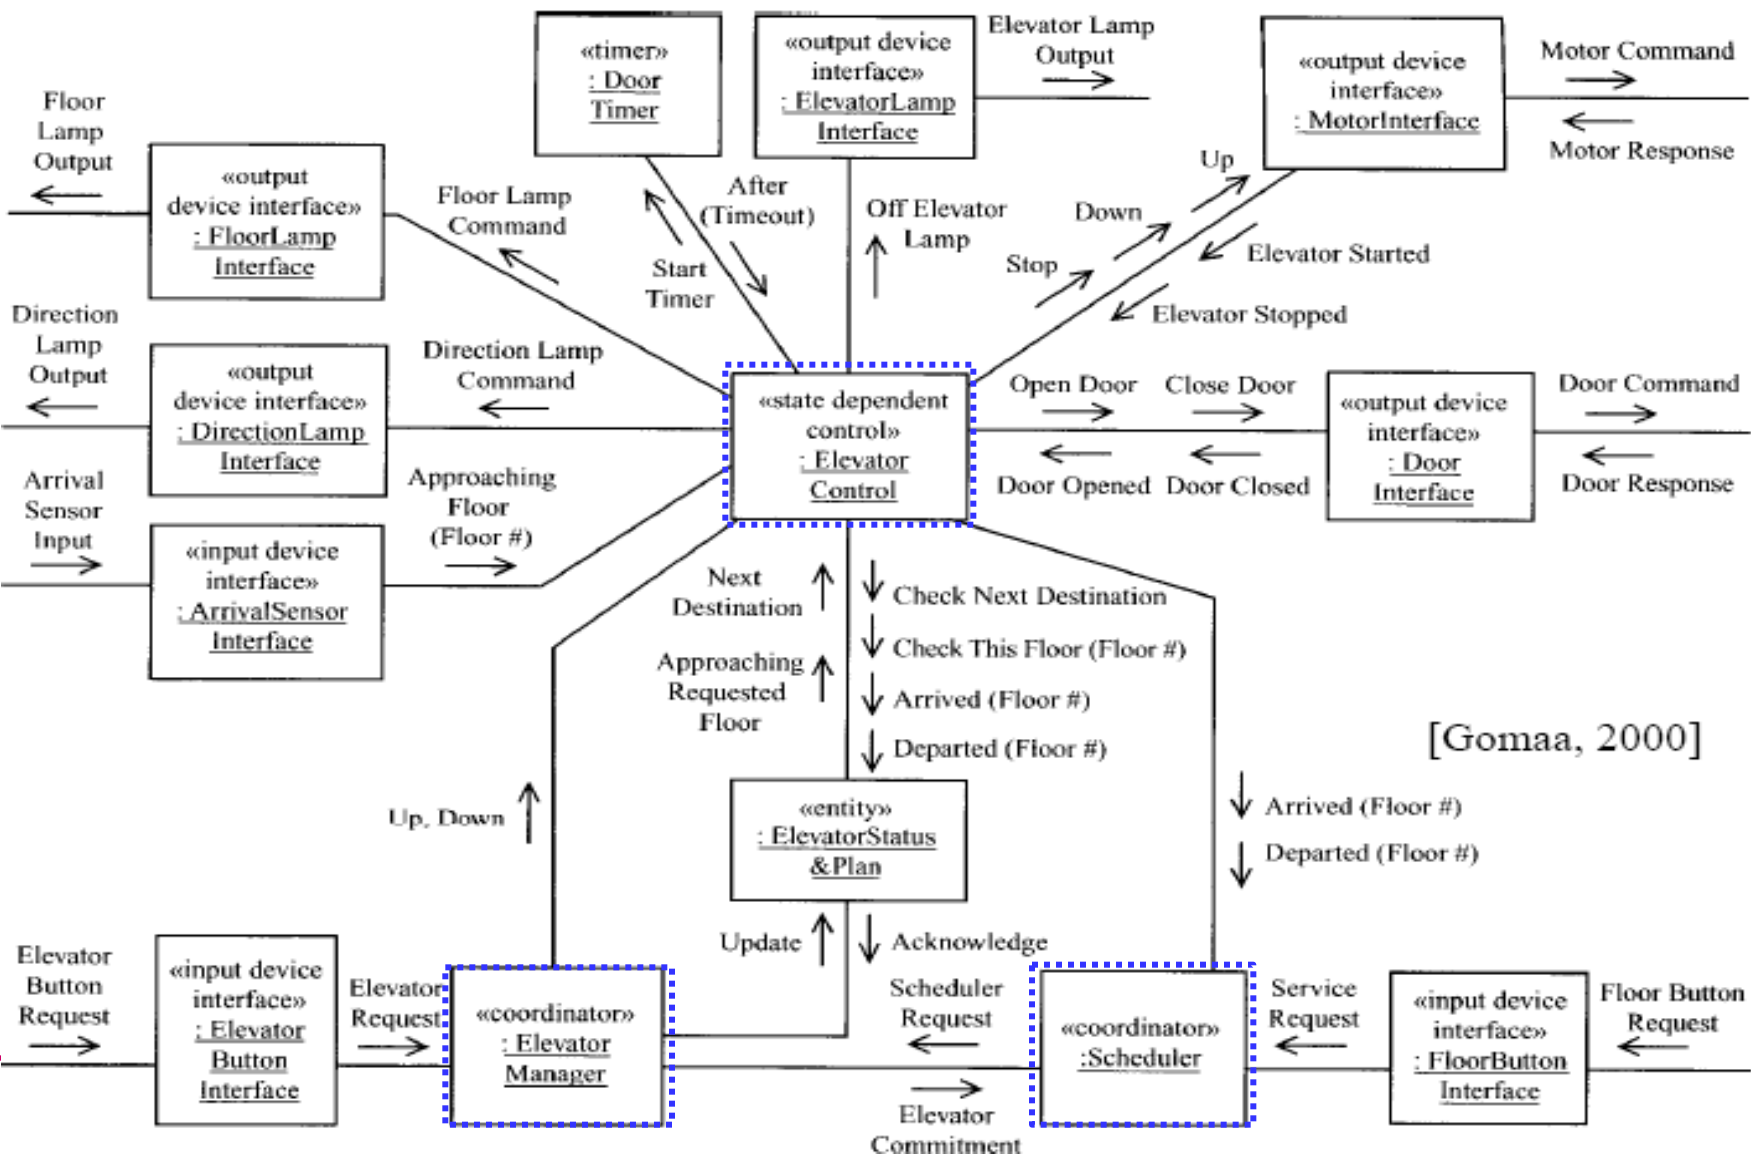 «timer»
: Door
Timer
«output device
interface»
: ElevatorLamp
Interface
Elevator Lamp
Output
«output device
interface»
: MotorInterface
Motor Command
Motor Response
Floor
Lamp
Output
«output
device interface»
: FloorLamp
Interface
Floor Lamp
Command
After
(Timeout)
Start
Timer
Off Elevator
Lamp
Up
Down
Stop
Elevator Started
Elevator Stopped
Direction
Lamp
Output
«output
device interface»
: DirectionLamp
Interface
Direction Lamp
Command
«state dependent
control»
: Elevator
Control
Open Door
Close Door
Door Opened
Door Closed
«output device
interface»
: Door
Interface
Door Command
Door Response
Arrival
Sensor
Input
«input device
interface»
: ArrivalSensor
Interface
Approaching
Floor
(Floor #)
Next
Destination
Check Next Destination
Check This Floor (Floor #)
Approaching
Requested
Floor
Arrived (Floor #)
Departed (Floor #)
[Gomaa, 2000]
Up, Down
«entity»
: ElevatorStatus
&Plan
Arrived (Floor #)
Departed (Floor #)
Update
Acknowledge
Elevator
Button
Request
«input device
interface»
: Elevator
Button
Interface
Elevator
Request
«coordinator»
: Elevator
Manager
Scheduler
Request
Elevator
Commitment
«coordinator»
:Scheduler
Service
Request
«input device
interface»
: FloorButton
Interface
Floor Button
Request